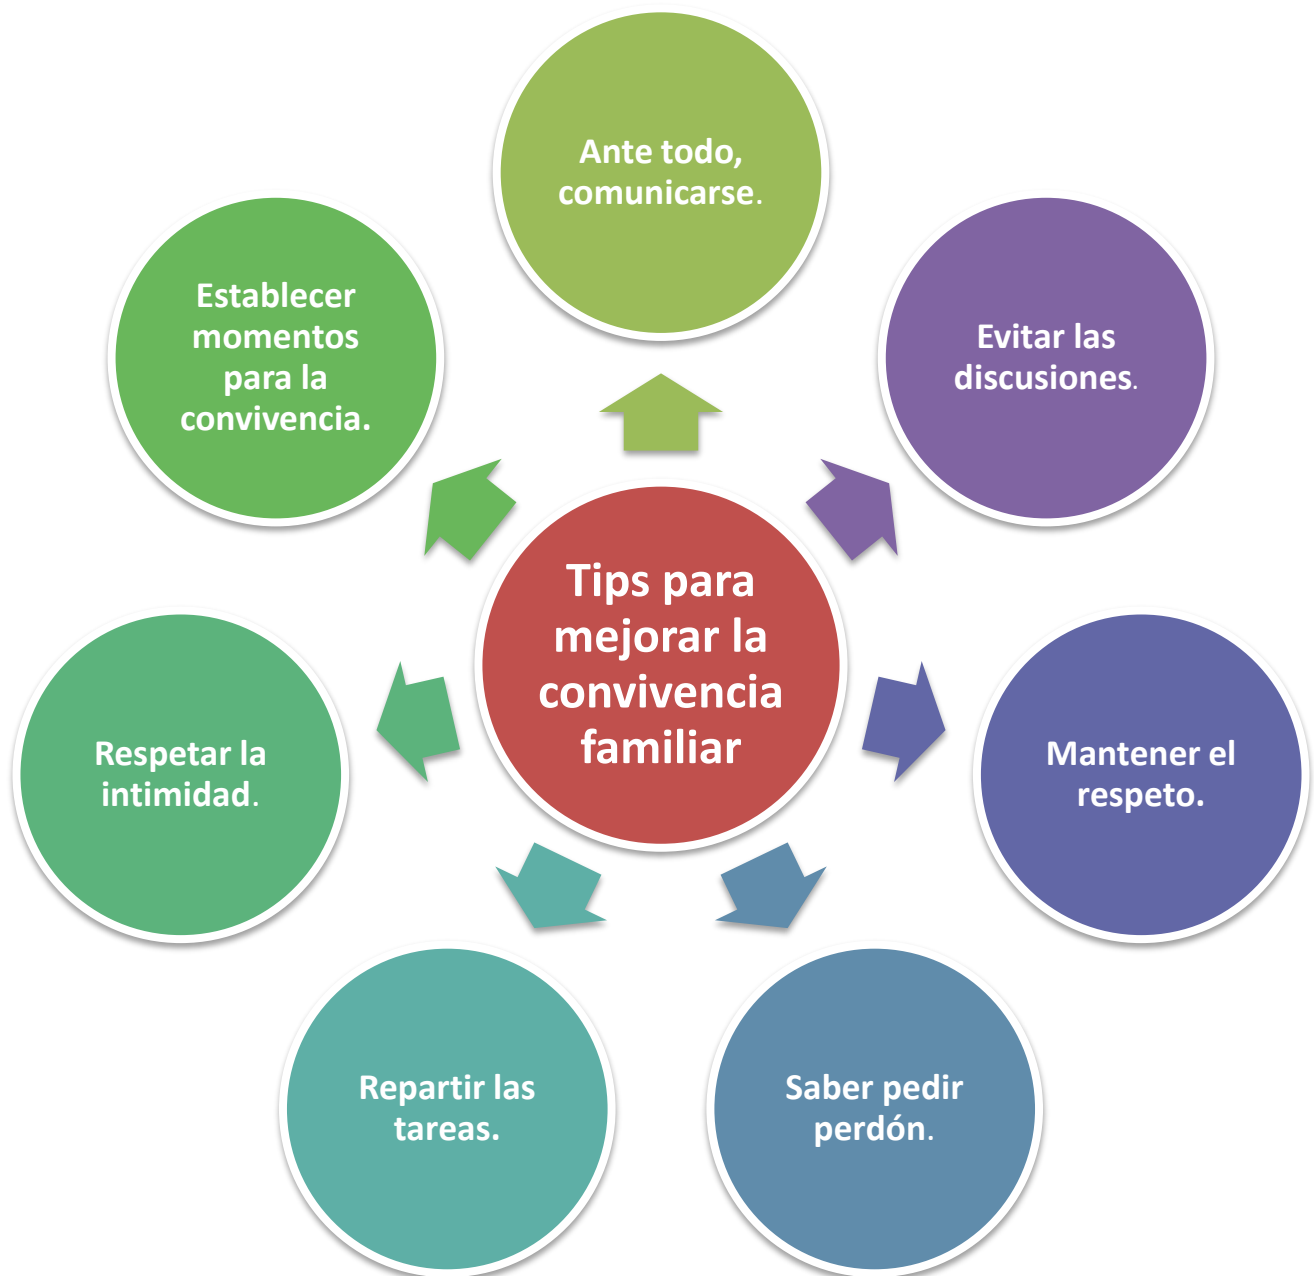 Ante todo,
comunicarse.
Evitar las
discusiones.
Mantener el
respeto.
Saber pedir
perdón.
Repartir las
tareas.
Respetar la
intimidad.
Establecer
momentos
para la
convivencia.
Tips para
mejorar la
convivencia
familiar